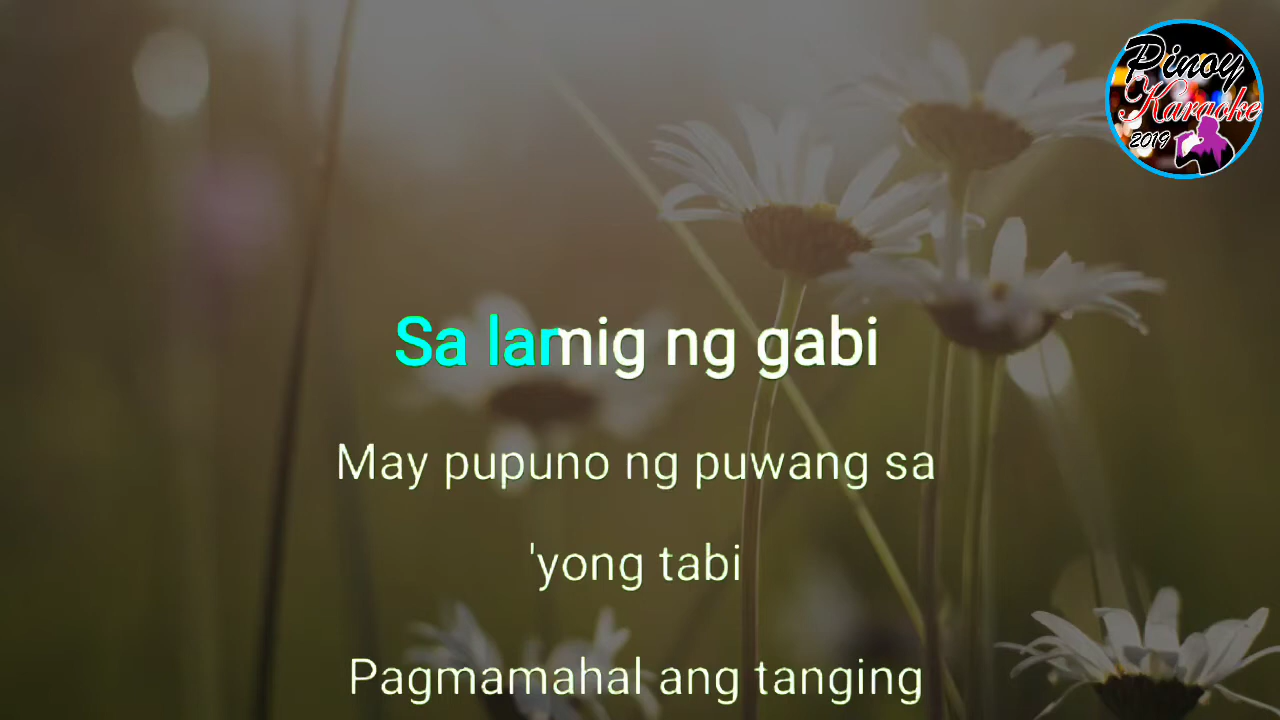 Pinoy
Karaoke
2019
Sa lamig ng gabi
May pupuno ng puwang sa
'yong tabi
Pagmamahal ang tanging